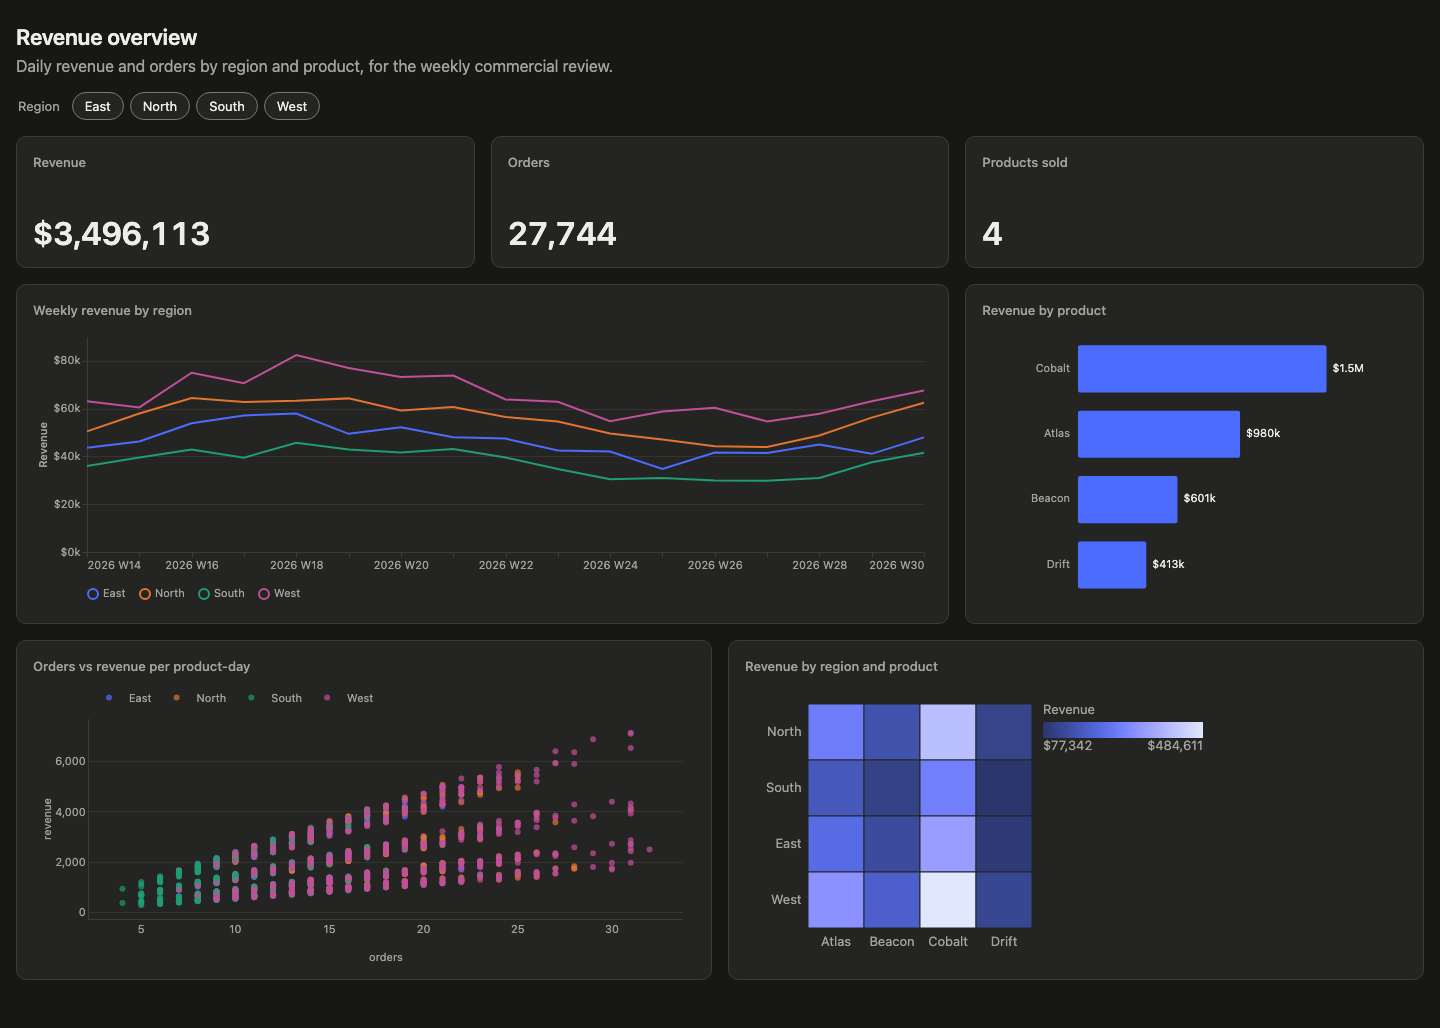 Revenue overview
Daily revenue and orders by region and product, for the weekly commercial review.
Region East North South West
Revenue
$3,496,113
Orders
27,744
Products sold
4
Weekly revenue by region
Revenue
$80k
$60k
$40k
$20k
$0k
2026 W14 2026 W16 2026 W18 2026 W20 2026 W22 2026 W24 2026 W26 2026 W28 2026 W30
East North South West
Revenue by product
Cobalt $1.5M
Atlas $980k
Beacon $601k
Drift $413k
Orders vs revenue per product-day
East North South West
revenue
6,000
4,000
2,000
0
5 10 15 20 25 30
orders
Revenue by region and product
North
South
East
West
Atlas Beacon Cobalt Drift
Revenue
$77,342 $484,611